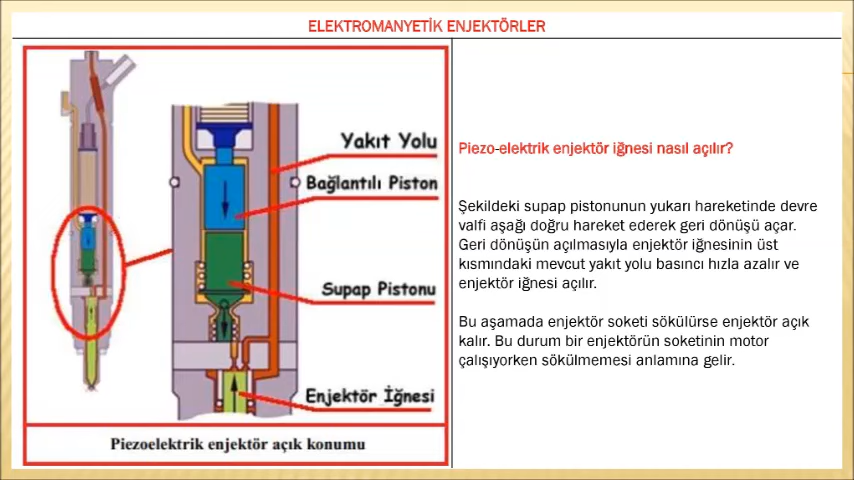 ELEKTROMANYETİK ENJEKTÖRLER
Yakıt Yolu
Bağlantılı Piston
Supap Pistonu
Enjektör İğnesi
Piezoelektrik enjektör açık konumu
Piezo-elektrik enjektör iğnesi nasıl açılır?
Şekildeki supap pistonunun yukarı hareketinde devre
valfi aşağı doğru hareket ederek geri dönüşü açar.
Geri dönüşün açılmasıyla enjektör iğnesinin üst
kısmındaki mevcut yakıt yolu basıncı hızla azalır ve
enjektör iğnesi açılır.
Bu aşamada enjektör soketi sökülürse enjektör açık
kalır. Bu durum bir enjektörün soketinin motor
çalışıyorken sökülmemesi anlamına gelir.